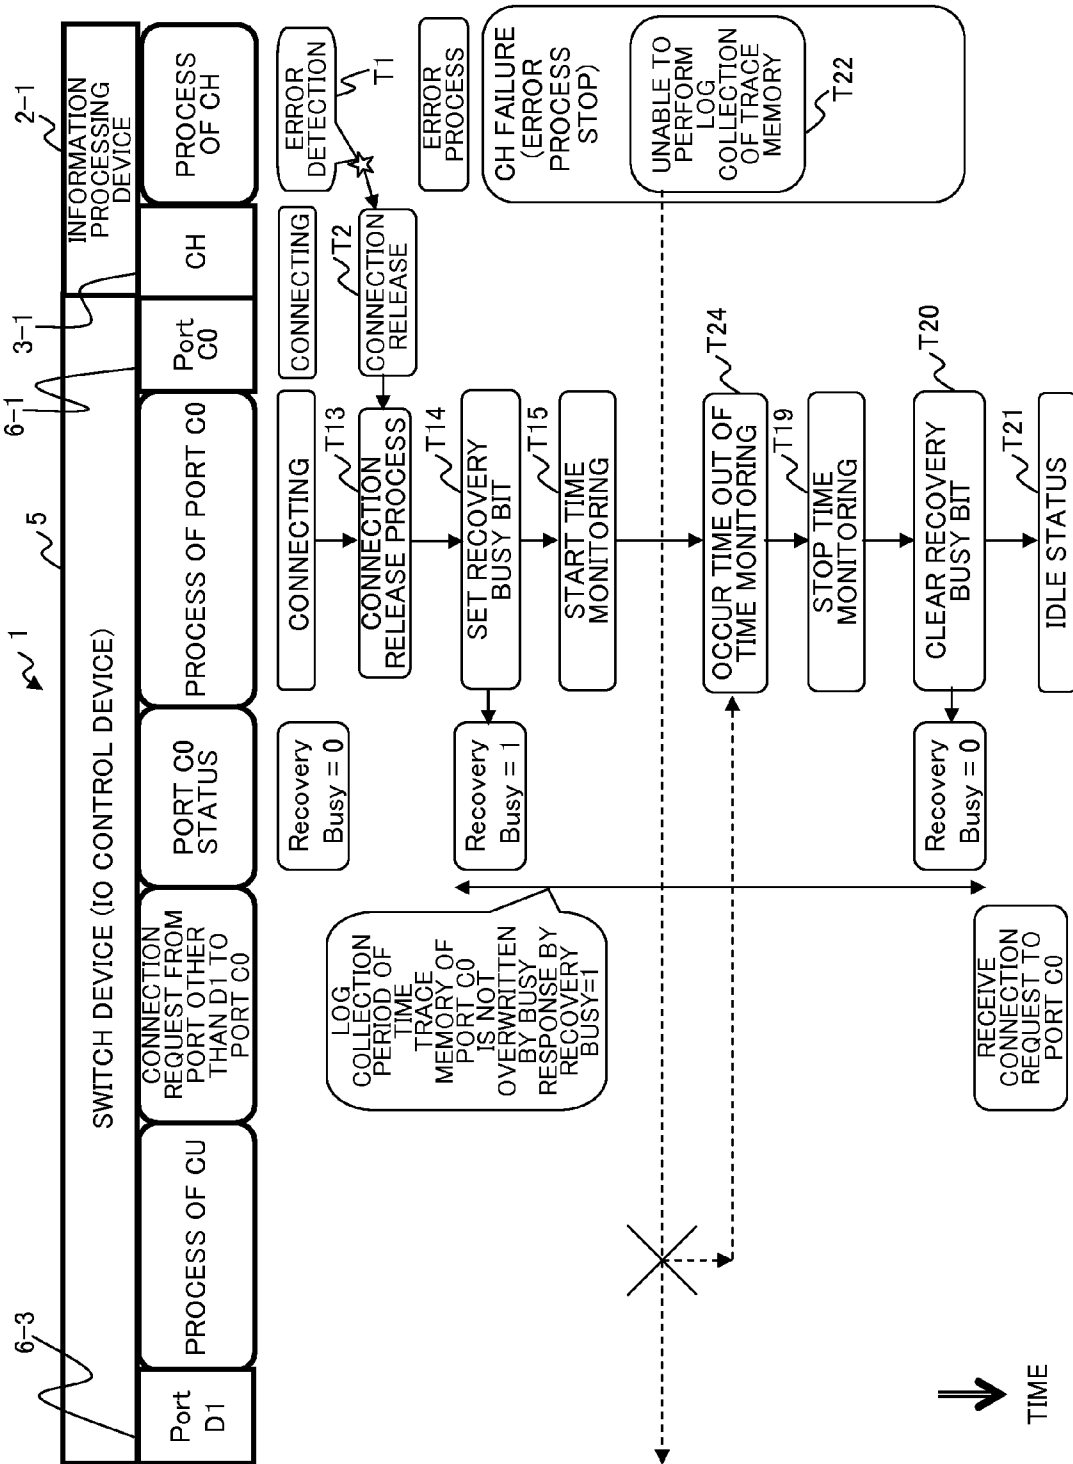 1
5
6-3
6-1
3-1
2-1
SWITCH DEVICE (IO CONTROL DEVICE)
INFORMATION
PROCESSING
DEVICE
Port
D1
PROCESS OF CU
CONNECTION
REQUEST FROM
PORT OTHER
THAN D1 TO
PORT C0
PORT C0
STATUS
PROCESS OF PORT C0
Port
C0
CH
PROCESS
OF CH
Recovery
Busy = 0
CONNECTING
CONNECTING
ERROR
DETECTION
T1
T2
CONNECTION
RELEASE
T13
CONNECTION
RELEASE PROCESS
ERROR
PROCESS
T14
SET RECOVERY
BUSY BIT
Recovery
Busy = 1
CH FAILURE
(ERROR
PROCESS
STOP)
LOG
COLLECTION
PERIOD OF
TIME
TRACE
MEMORY OF
PORT C0
IS NOT
OVERWRITTEN
BY BUSY
RESPONSE BY
RECOVERY
BUSY=1
T15
START TIME
MONITORING
UNABLE TO
PERFORM
LOG
COLLECTION
OF TRACE
MEMORY
T22
T24
OCCUR TIME OUT OF
TIME MONITORING
T19
STOP TIME
MONITORING
T20
CLEAR RECOVERY
BUSY BIT
Recovery
Busy = 0
T21
IDLE STATUS
RECEIVE
CONNECTION
REQUEST TO
PORT C0
TIME